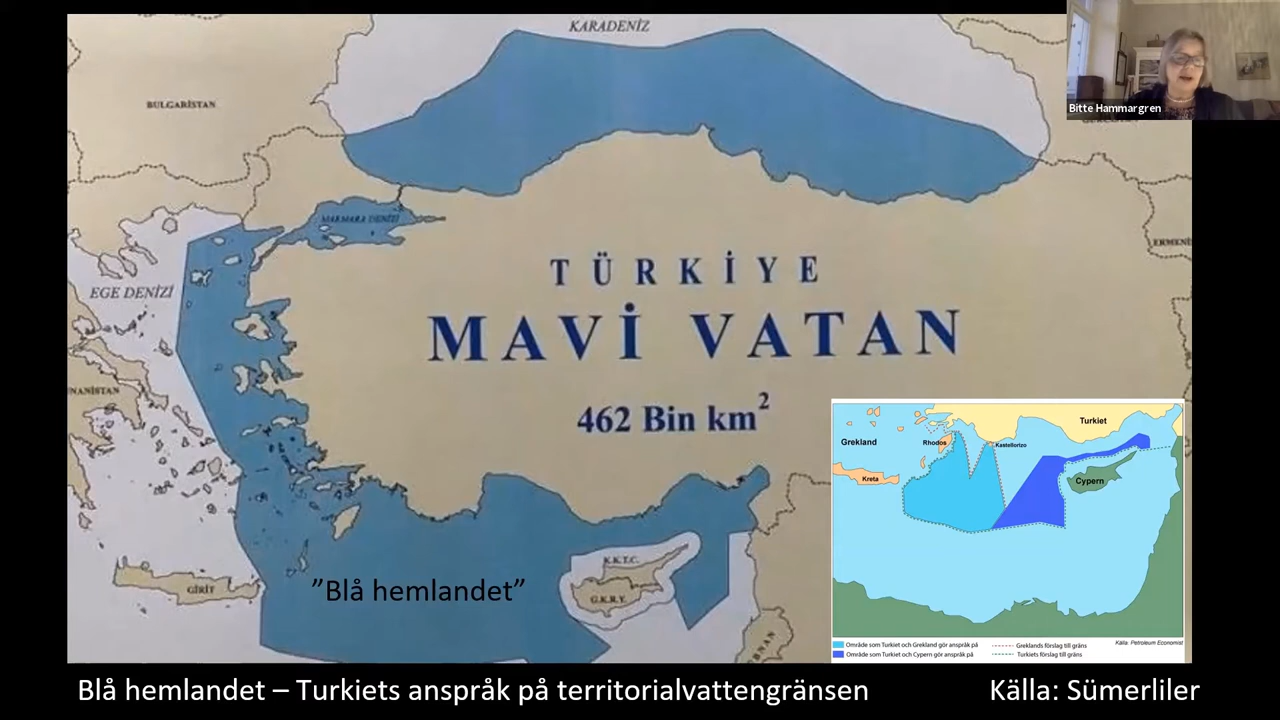 KARADENİZ
Bitte Hammargren
BULGARİSTAN
MARMARA DENİZİ
ERMENİ
EGE DENİZİ
TÜRKİYE
MAVİ VATAN
462 Bin km²
NANİSTAN
K.K.T.C.
G.K.R.Y.
GİRİT
BNAN
"Blå hemlandet"
Turkiet
Grekland
Rhodos
Kastellorizo
Kreta
Cypern
Källa: Petroleum Economist
Område som Turkiet och Grekland gör anspråk på
Greklands förslag till gräns
Område som Turkiet och Cypern gör anspråk på
Turkiets förslag till gräns
Blå hemlandet – Turkiets anspråk på territorialvattengränsen
Källa: Sümerliler